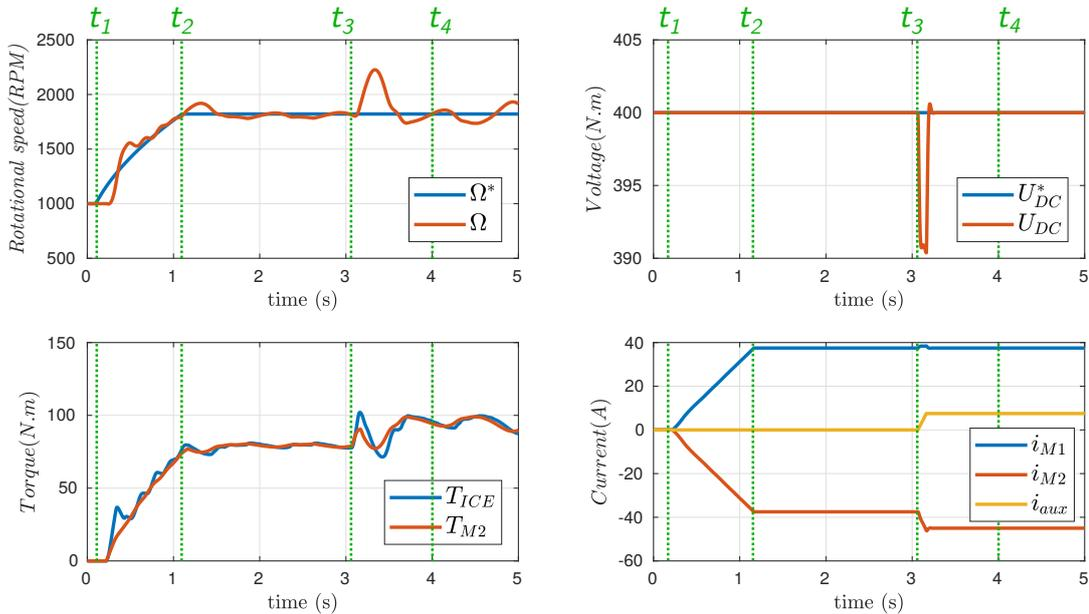 t₁ t₂ t₃ t₄
2500
2000
1500
1000
500
Rotational speed(RPM)
Ω*
Ω
0 1 2 3 4 5
time (s)
t₁ t₂ t₃ t₄
405
400
395
390
Voltage(N.m)
U*DC
UDC
0 1 2 3 4 5
time (s)
150
100
50
0
Torque(N.m)
TICE
TM2
0 1 2 3 4 5
time (s)
40
20
0
-20
-40
-60
Current(A)
iM1
iM2
iaux
0 1 2 3 4 5
time (s)